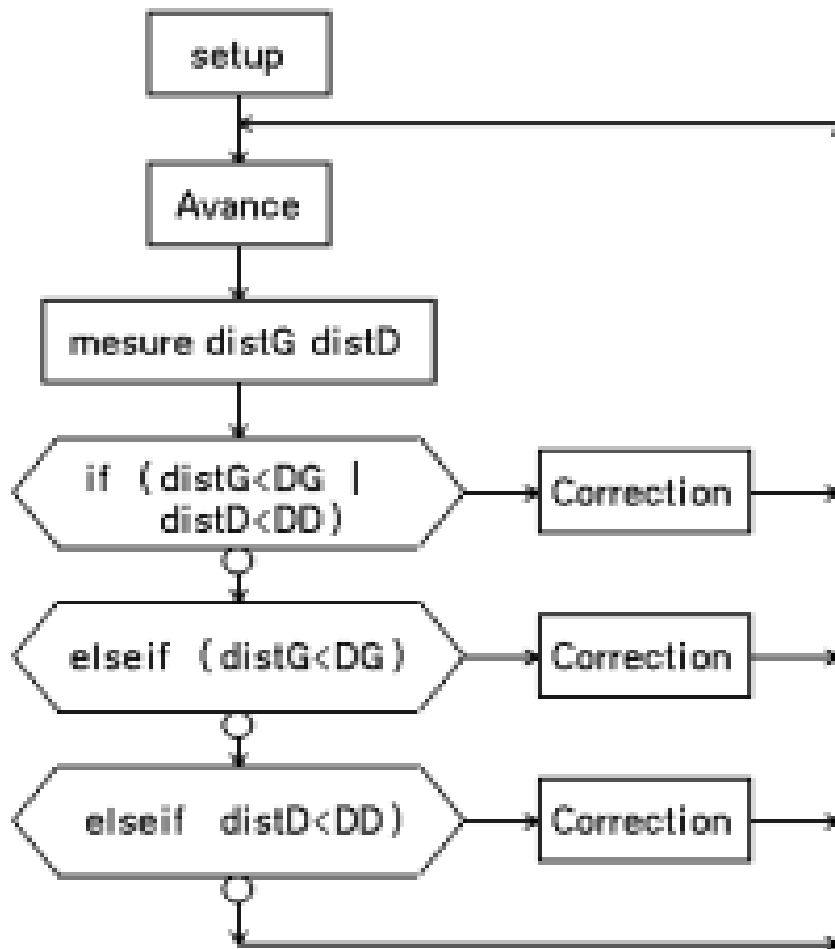 setup
Avance
mesure distG distD
if (distG<DG |
distD<DD)
Correction
elseif (distG<DG)
Correction
elseif distD<DD)
Correction